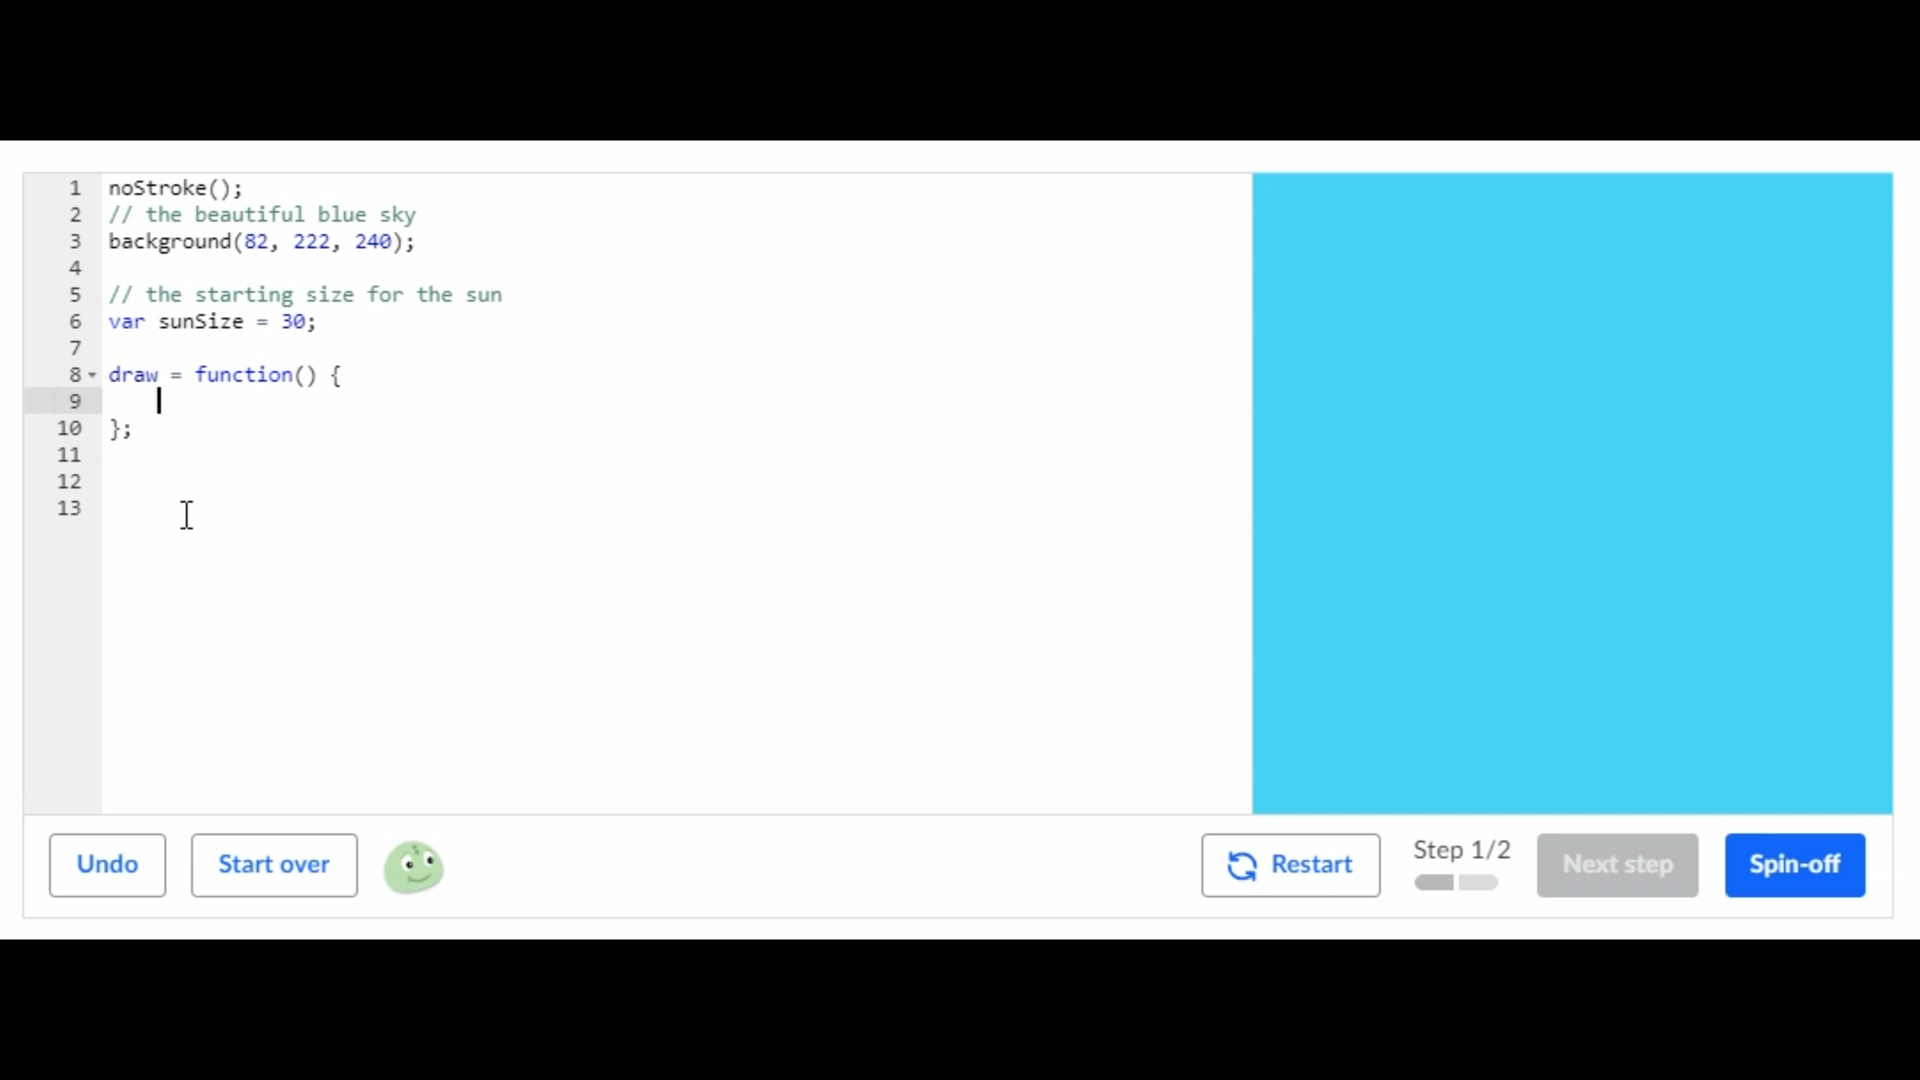 1 noStroke();
2 // the beautiful blue sky
3 background(82, 222, 240);
4
5 // the starting size for the sun
6 var sunSize = 30;
7
8 draw = function() {
9
10 };
11
12
13
Undo Start over Restart Step 1/2 Next step Spin-off